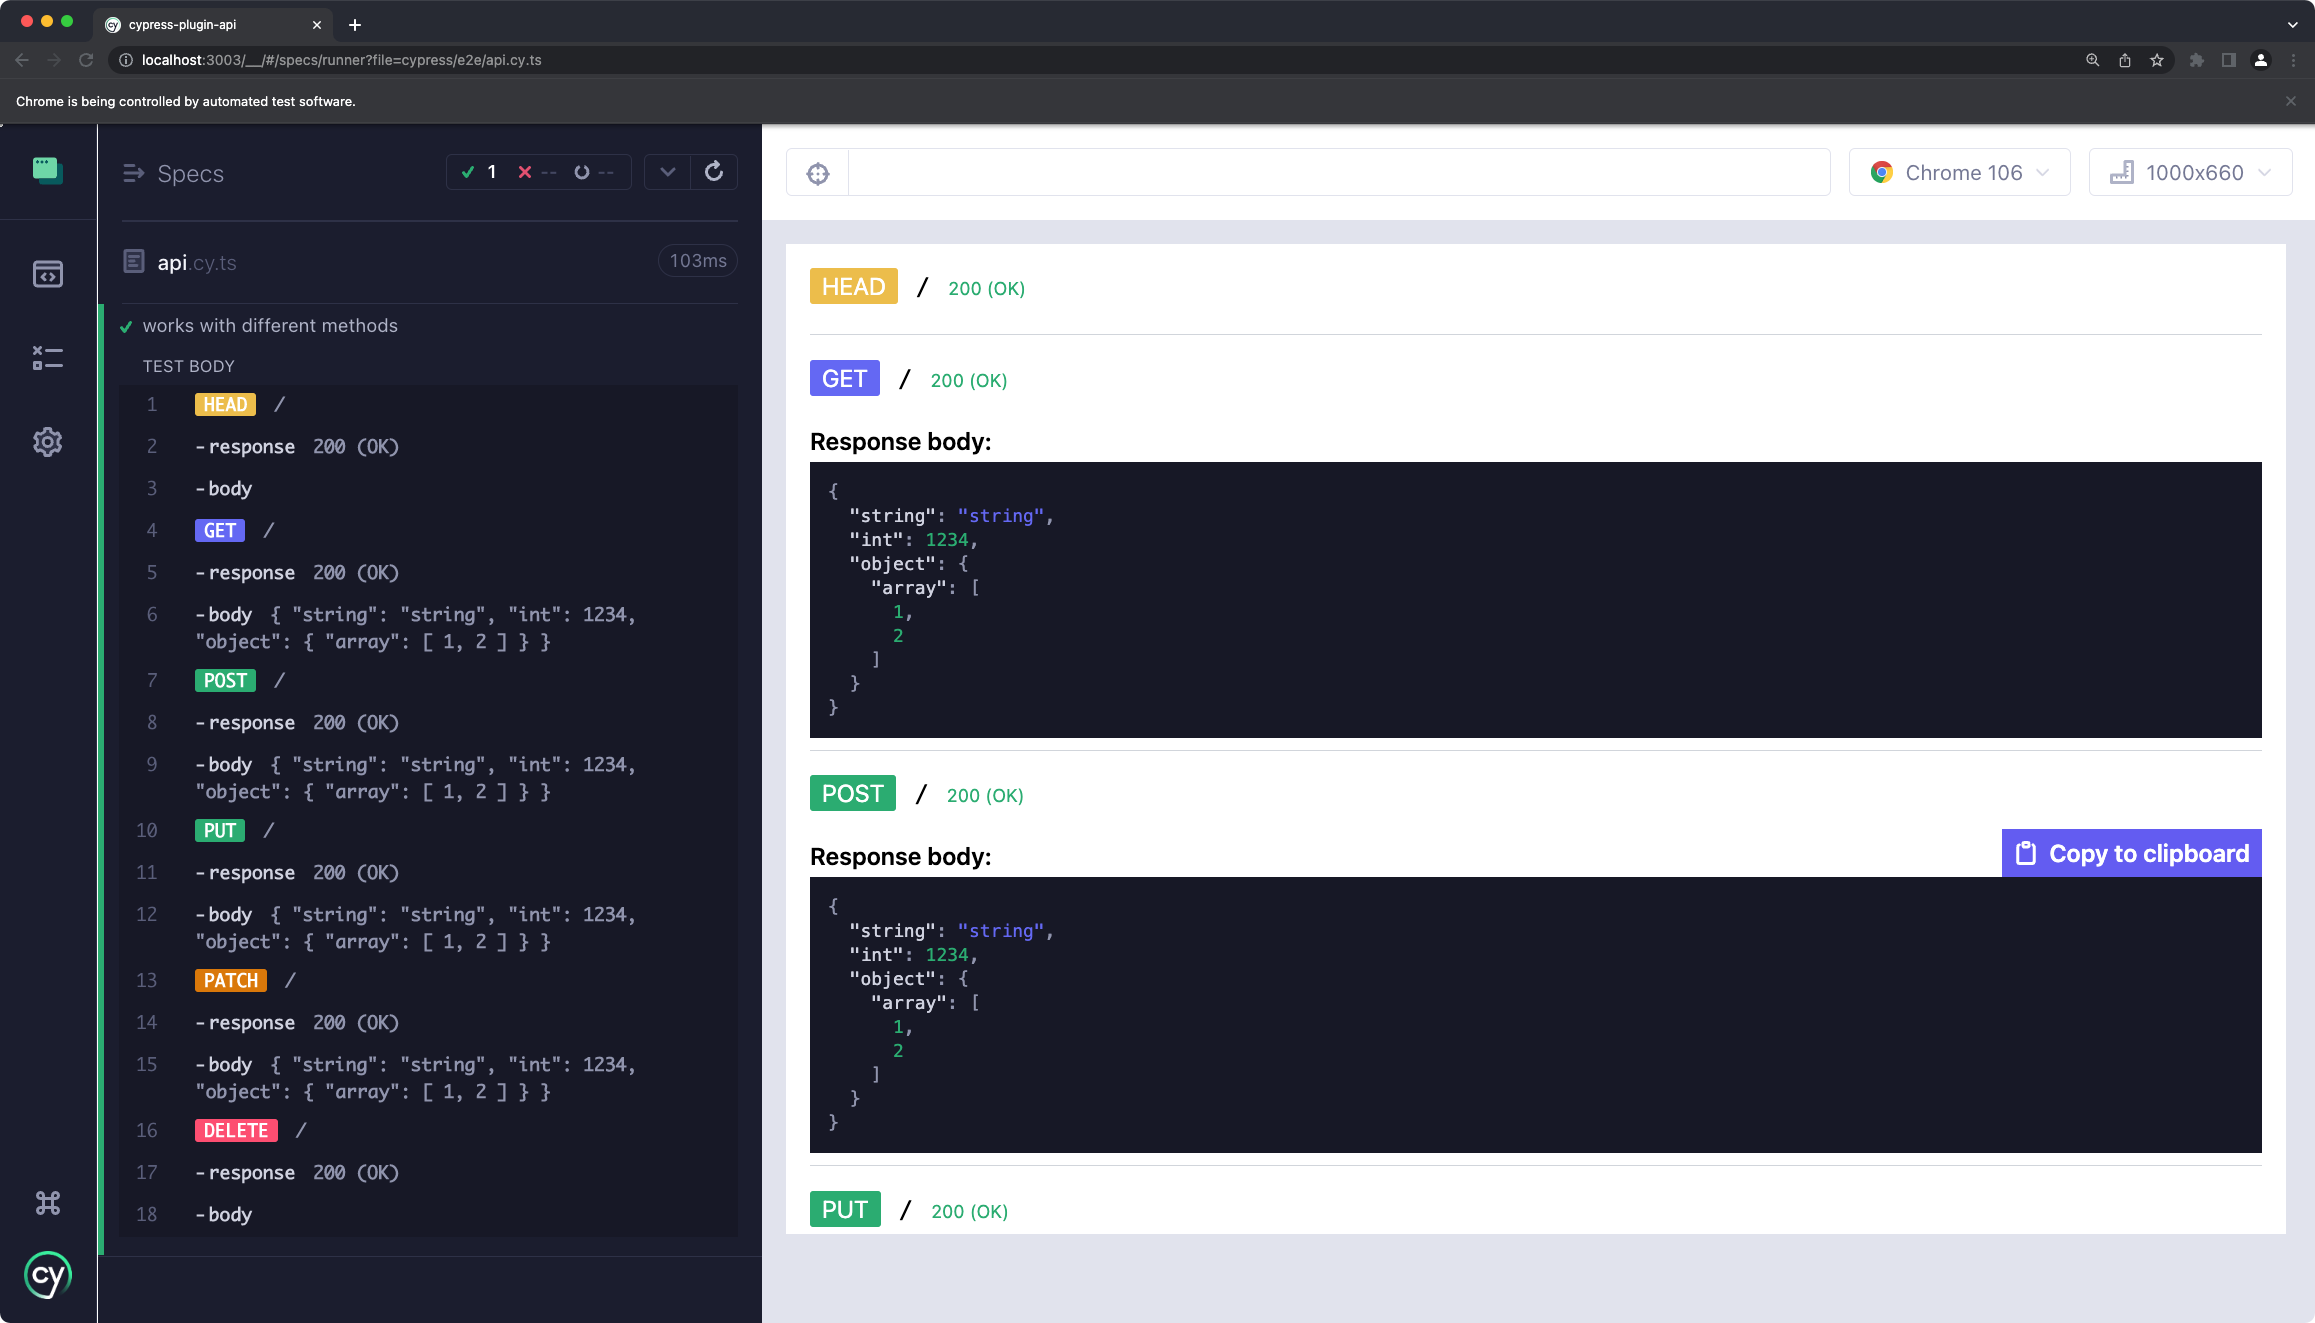 cypress-plugin-api
localhost:3003/__/#/specs/runner?file=cypress/e2e/api.cy.ts
Chrome is being controlled by automated test software.
Specs
1 -- --
api.cy.ts
103ms
works with different methods
TEST BODY
1 HEAD /
2 -response 200 (OK)
3 -body
4 GET /
5 -response 200 (OK)
6 -body { "string": "string", "int": 1234,
"object": { "array": [ 1, 2 ] } }
7 POST /
8 -response 200 (OK)
9 -body { "string": "string", "int": 1234,
"object": { "array": [ 1, 2 ] } }
10 PUT /
11 -response 200 (OK)
12 -body { "string": "string", "int": 1234,
"object": { "array": [ 1, 2 ] } }
13 PATCH /
14 -response 200 (OK)
15 -body { "string": "string", "int": 1234,
"object": { "array": [ 1, 2 ] } }
16 DELETE /
17 -response 200 (OK)
18 -body
cy
Chrome 106
1000x660
HEAD / 200 (OK)
GET / 200 (OK)
Response body:
{
"string": "string",
"int": 1234,
"object": {
"array": [
1,
2
]
}
}
POST / 200 (OK)
Response body:
Copy to clipboard
{
"string": "string",
"int": 1234,
"object": {
"array": [
1,
2
]
}
}
PUT / 200 (OK)